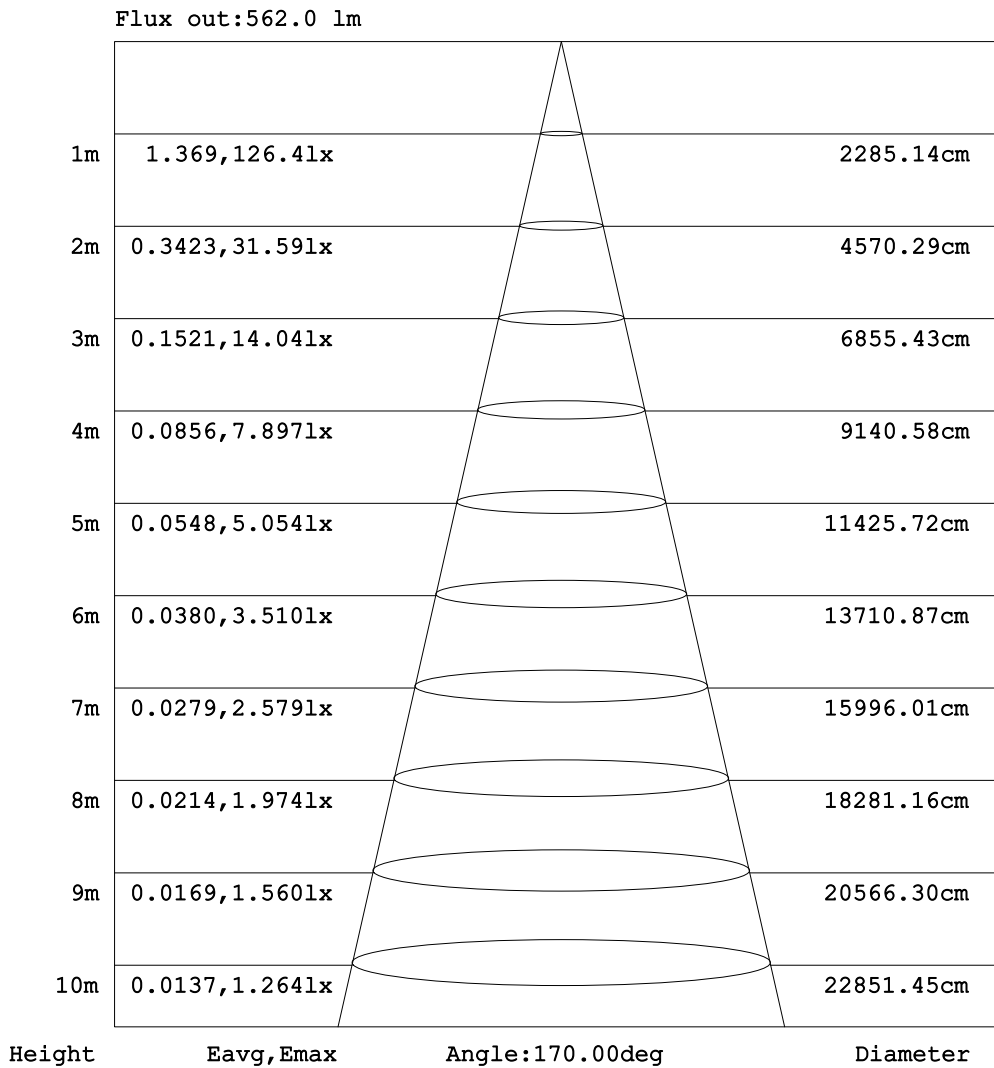 Flux out:562.0 lm
1m 1.369,126.4lx 2285.14cm
2m 0.3423,31.59lx 4570.29cm
3m 0.1521,14.04lx 6855.43cm
4m 0.0856,7.897lx 9140.58cm
5m 0.0548,5.054lx 11425.72cm
6m 0.0380,3.510lx 13710.87cm
7m 0.0279,2.579lx 15996.01cm
8m 0.0214,1.974lx 18281.16cm
9m 0.0169,1.560lx 20566.30cm
10m 0.0137,1.264lx 22851.45cm
Height Eavg,Emax Angle:170.00deg Diameter